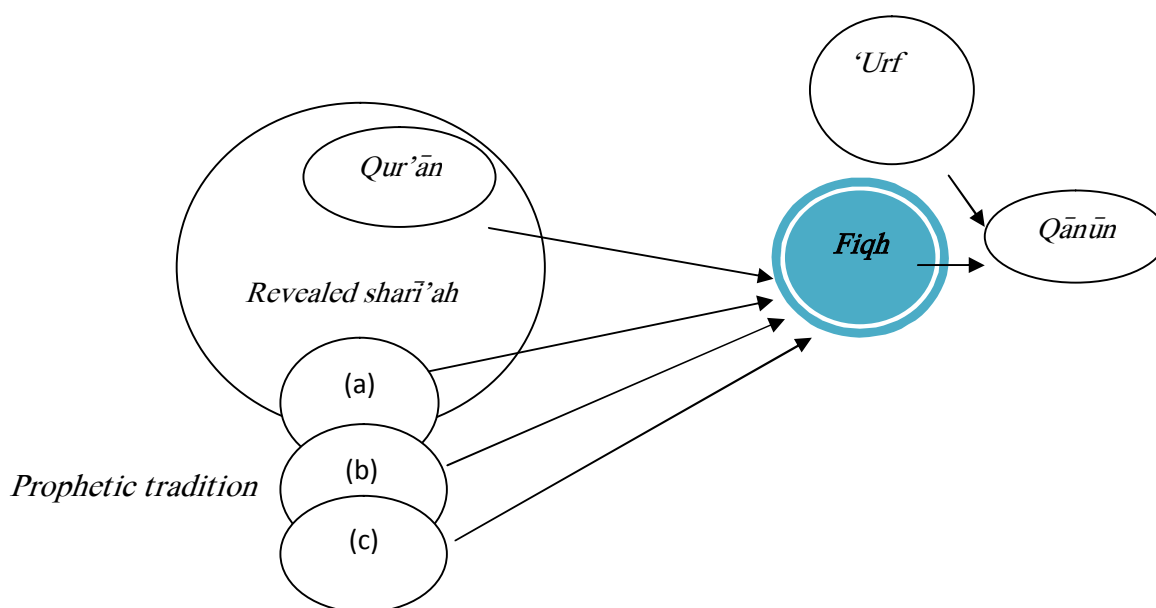 ‘Urf
Qur’ān
Qānūn
Fiqh
Revealed sharī’ah
(a)
(b)
Prophetic tradition
(c)